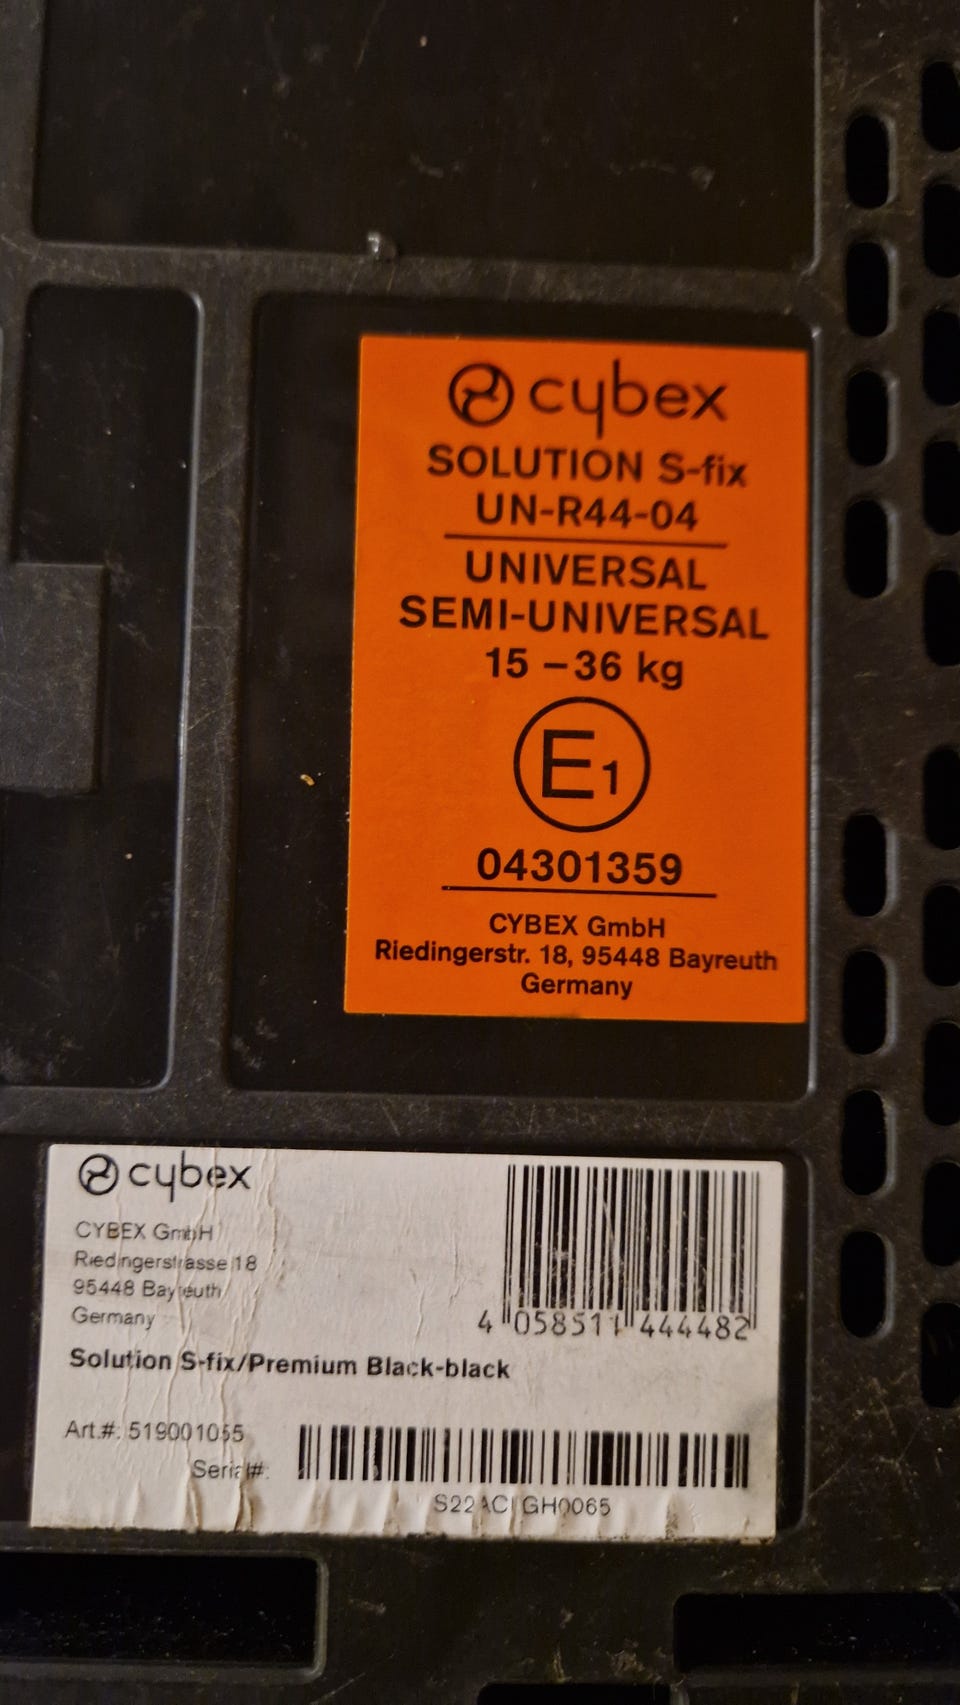 cybex
SOLUTION S-fix
UN-R44-04
UNIVERSAL
SEMI-UNIVERSAL
15 – 36 kg
E1
04301359
CYBEX GmbH
Riedingerstr. 18, 95448 Bayreuth
Germany
cybex
CYBEX GmbH
Riedingerstrasse 18
95448 Bayreuth
Germany
4 058511 444482
Solution S-fix/Premium Black-black
Art.#: 519001055
Serial#: